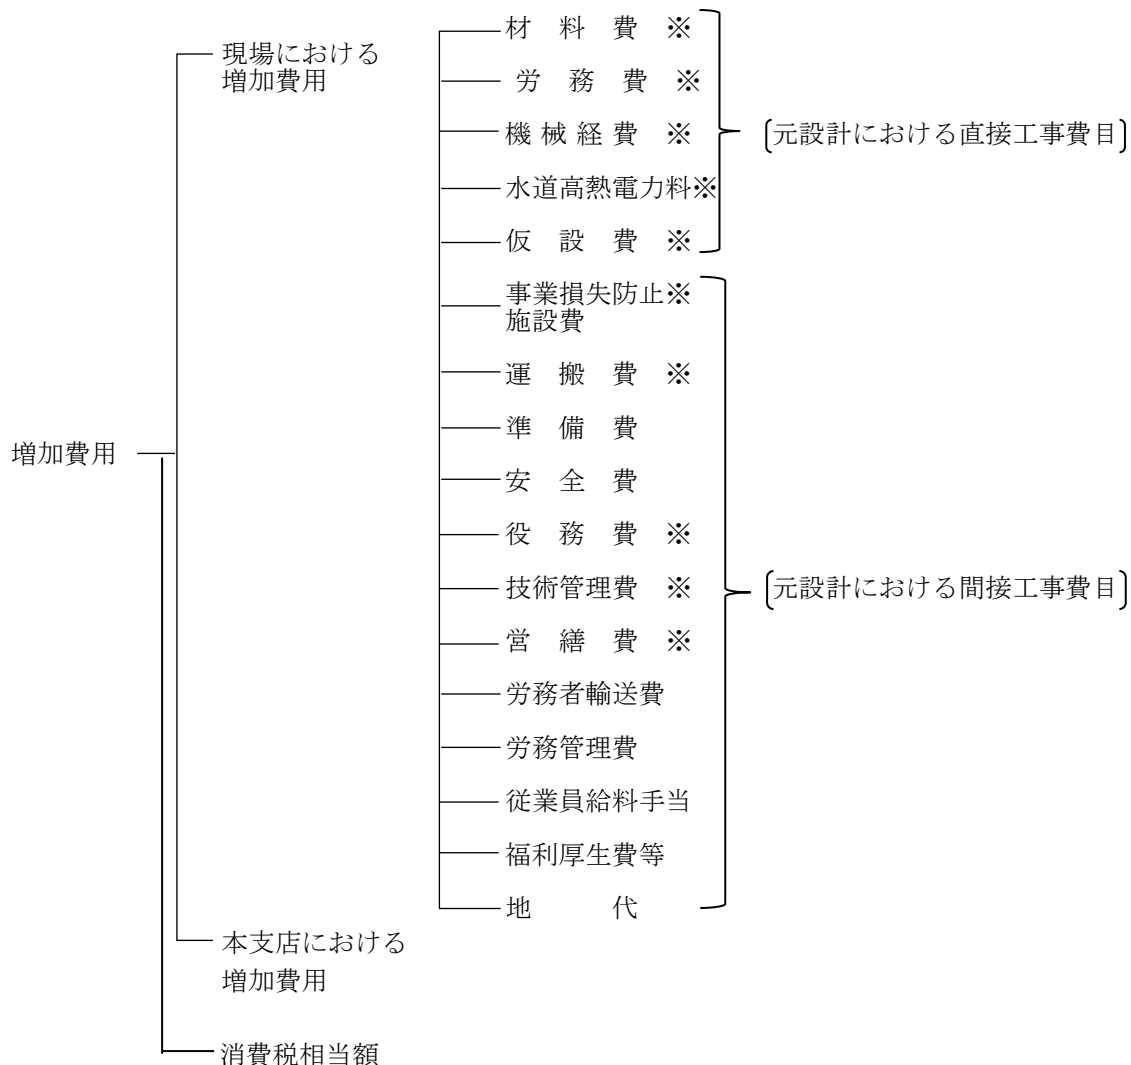 材料費 ※
現場における
増加費用
労務費 ※
機械経費 ※
〔元設計における直接工事費目〕
水道高熱電力料※
仮設費 ※
事業損失防止※
施設費
運搬費 ※
準備費
増加費用
安全費
役務費 ※
技術管理費 ※
〔元設計における間接工事費目〕
営繕費 ※
労務者輸送費
労務管理費
従業員給料手当
福利厚生費等
地代
本支店における
増加費用
消費税相当額